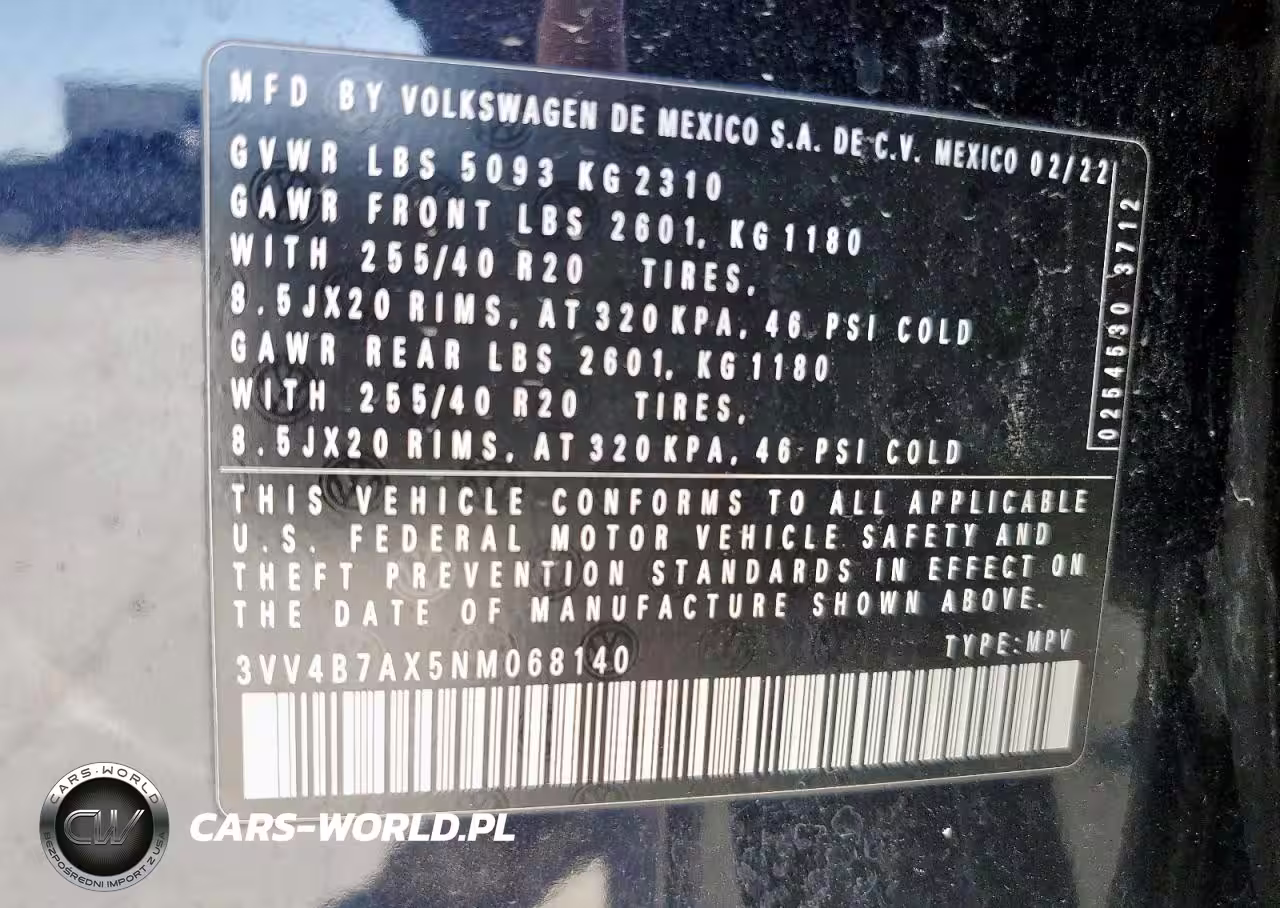 MFD BY VOLKSWAGEN DE MEXICO S.A. DE C.V. MEXICO 02/22
GVWR LBS 5093 KG 2310
GAWR FRONT LBS 2601, KG 1180
WITH 255/40 R20 TIRES,
8.5JX20 RIMS, AT 320 KPA, 46 PSI COLD
GAWR REAR LBS 2601, KG 1180
WITH 255/40 R20 TIRES,
8.5JX20 RIMS, AT 320 KPA, 46 PSI COLD
0254530 3712
THIS VEHICLE CONFORMS TO ALL APPLICABLE
U.S. FEDERAL MOTOR VEHICLE SAFETY AND
THEFT PREVENTION STANDARDS IN EFFECT ON
THE DATE OF MANUFACTURE SHOWN ABOVE.
TYPE:MPV
3VV4B7AX5NM068140
CARS-WORLD
CW
BEZPOŚREDNI IMPORT Z USA
CARS-WORLD.PL